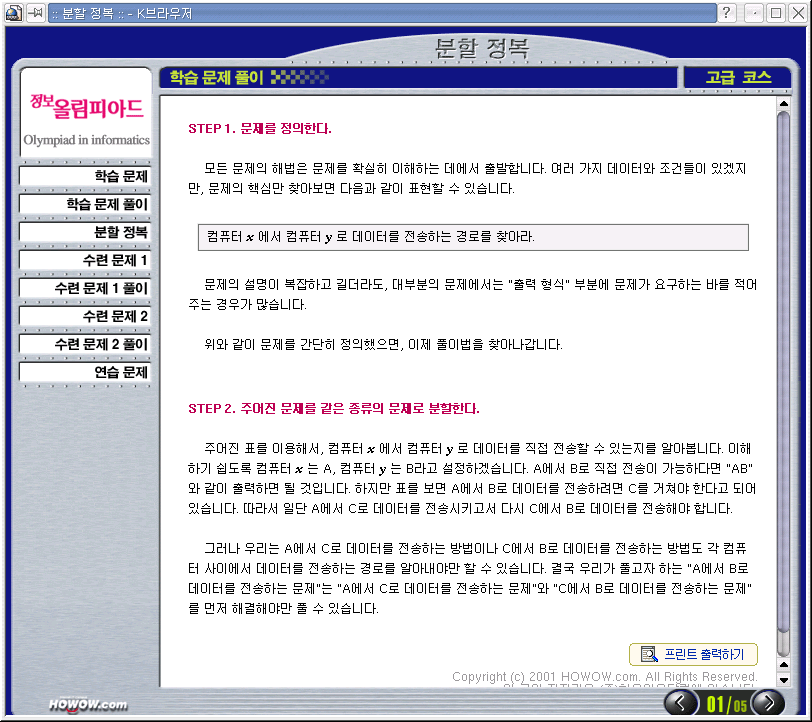 :: 분할 정복 :: - K브라우저
분할 정복
정보올림피아드
Olympiad in informatics
학습 문제
학습 문제 풀이
분할 정복
수련 문제 1
수련 문제 1 풀이
수련 문제 2
수련 문제 2 풀이
연습 문제
학습 문제 풀이
고급 코스
STEP 1. 문제를 정의한다.
모든 문제의 해법은 문제를 확실히 이해하는 데에서 출발합니다. 여러 가지 데이터와 조건들이 있겠지
만, 문제의 핵심만 찾아보면 다음과 같이 표현할 수 있습니다.
컴퓨터 x 에서 컴퓨터 y 로 데이터를 전송하는 경로를 찾아라.
문제의 설명이 복잡하고 길더라도, 대부분의 문제에서는 "출력 형식" 부분에 문제가 요구하는 바를 적어
주는 경우가 많습니다.
위와 같이 문제를 간단히 정의했으면, 이제 풀이법을 찾아나갑니다.
STEP 2. 주어진 문제를 같은 종류의 문제로 분할한다.
주어진 표를 이용해서, 컴퓨터 x 에서 컴퓨터 y 로 데이터를 직접 전송할 수 있는지를 알아봅니다. 이해
하기 쉽도록 컴퓨터 x 는 A, 컴퓨터 y 는 B라고 설정하겠습니다. A에서 B로 직접 전송이 가능하다면 "AB"
와 같이 출력하면 될 것입니다. 하지만 표를 보면 A에서 B로 데이터를 전송하려면 C를 거쳐야 한다고 되어
있습니다. 따라서 일단 A에서 C로 데이터를 전송시키고서 다시 C에서 B로 데이터를 전송해야 합니다.
그러나 우리는 A에서 C로 데이터를 전송하는 방법이나 C에서 B로 데이터를 전송하는 방법도 각 컴퓨
터 사이에서 데이터를 전송하는 경로를 알아내야만 할 수 있습니다. 결국 우리가 풀고자 하는 "A에서 B로
데이터를 전송하는 문제"는 "A에서 C로 데이터를 전송하는 문제"와 "C에서 B로 데이터를 전송하는 문제"
를 먼저 해결해야만 풀 수 있습니다.
프린트 출력하기
Copyright (c) 2001 HOWOW.com. All Rights Reserved.
HOWOW.com
01/05